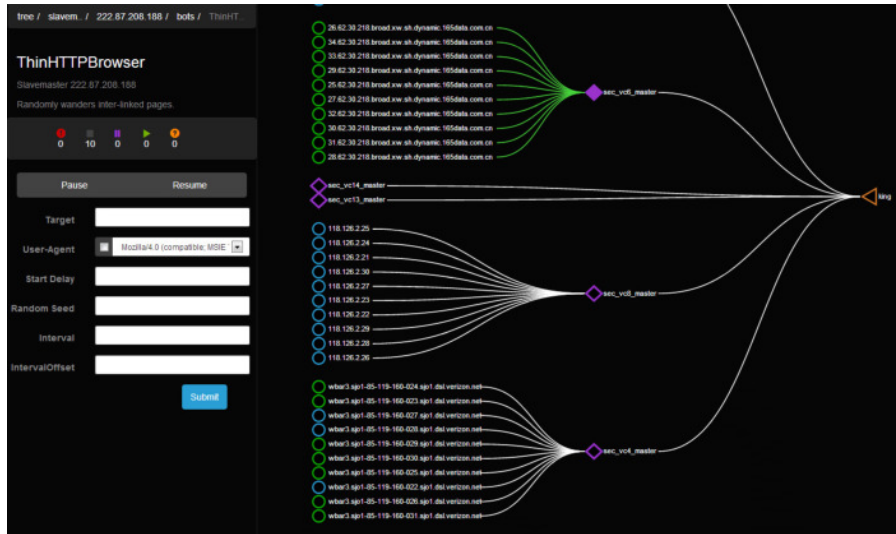 tree / slavem.. / 222.87.208.188 / bots / ThinHT...
ThinHTTPBrowser
Slavemaster 222.87.208.188
Randomly wanders inter-linked pages.
0 10 0 0 0
Pause Resume
Target
User-Agent Mozilla/4.0 (compatible; MSIE
Start Delay
Random Seed
Interval
IntervalOffset
Submit
26.62.30.218.broad.xw.sh.dynamic.165data.com.cn
34.62.30.218.broad.xw.sh.dynamic.165data.com.cn
33.62.30.218.broad.xw.sh.dynamic.165data.com.cn
29.62.30.218.broad.xw.sh.dynamic.165data.com.cn
25.62.30.218.broad.xw.sh.dynamic.165data.com.cn
27.62.30.218.broad.xw.sh.dynamic.165data.com.cn
32.62.30.218.broad.xw.sh.dynamic.165data.com.cn
30.62.30.218.broad.xw.sh.dynamic.165data.com.cn
31.62.30.218.broad.xw.sh.dynamic.165data.com.cn
28.62.30.218.broad.xw.sh.dynamic.165data.com.cn
sec_vc6_master
sec_vc14_master
sec_vc13_master
king
118.126.2.25
118.126.2.24
118.126.2.21
118.126.2.30
118.126.2.27
118.126.2.23
118.126.2.22
118.126.2.29
118.126.2.28
118.126.2.26
sec_vc8_master
wbar3.sjo1-85-119-160-024.sjo1.dsl.verizon.net
wbar3.sjo1-85-119-160-023.sjo1.dsl.verizon.net
wbar3.sjo1-85-119-160-027.sjo1.dsl.verizon.net
wbar3.sjo1-85-119-160-028.sjo1.dsl.verizon.net
wbar3.sjo1-85-119-160-029.sjo1.dsl.verizon.net
wbar3.sjo1-85-119-160-030.sjo1.dsl.verizon.net
wbar3.sjo1-85-119-160-025.sjo1.dsl.verizon.net
wbar3.sjo1-85-119-160-022.sjo1.dsl.verizon.net
wbar3.sjo1-85-119-160-026.sjo1.dsl.verizon.net
wbar3.sjo1-85-119-160-031.sjo1.dsl.verizon.net
sec_vc4_master